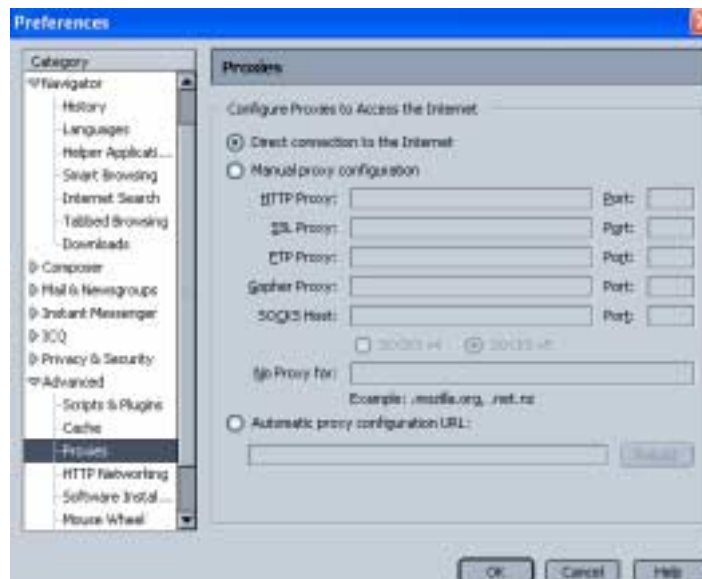 Preferences
Category
Navigator
History
Languages
Helper Applicati...
Smart Browsing
Internet Search
Tabbed Browsing
Downloads
Composer
Mail & Newsgroups
Instant Messenger
ICQ
Privacy & Security
Advanced
Scripts & Plugins
Cache
Proxies
HTTP Networking
Software Instal...
Mouse Wheel
Proxies
Configure Proxies to Access the Internet
Direct connection to the Internet
Manual proxy configuration
HTTP Proxy: Port:
SSL Proxy: Port:
FTP Proxy: Port:
Gopher Proxy: Port:
SOCKS Host: Port:
SOCKS v4 SOCKS v5
No Proxy for:
Example: .mozilla.org, .net.nz
Automatic proxy configuration URL:
Reload
OK Cancel Help